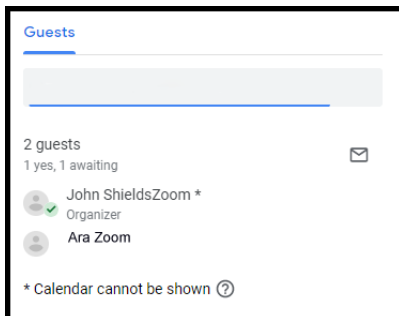 Guests
2 guests
1 yes, 1 awaiting
John ShieldsZoom *
Organizer
Ara Zoom
* Calendar cannot be shown ?